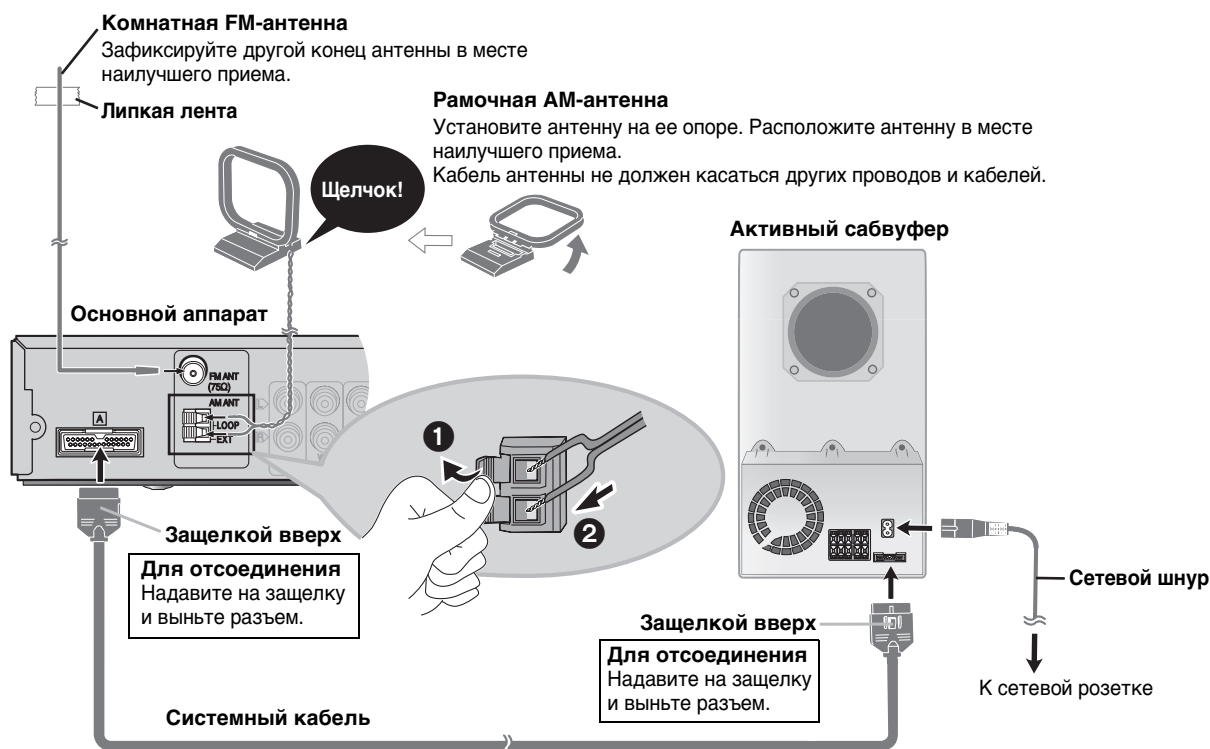 Комнатная FM-антенна
Зафиксируйте другой конец антенны в месте
наилучшего приема.
Липкая лента
Рамочная AM-антенна
Установите антенну на ее опоре. Расположите антенну в месте
наилучшего приема.
Кабель антенны не должен касаться других проводов и кабелей.
Щелчок!
Активный сабвуфер
Основной аппарат
FM ANT
(75Ω)
AM ANT
LOOP
EXT
A
1
2
Защелкой вверх
Для отсоединения
Надавите на защелку
и выньте разъем.
Сетевой шнур
Защелкой вверх
Для отсоединения
Надавите на защелку
и выньте разъем.
К сетевой розетке
Системный кабель